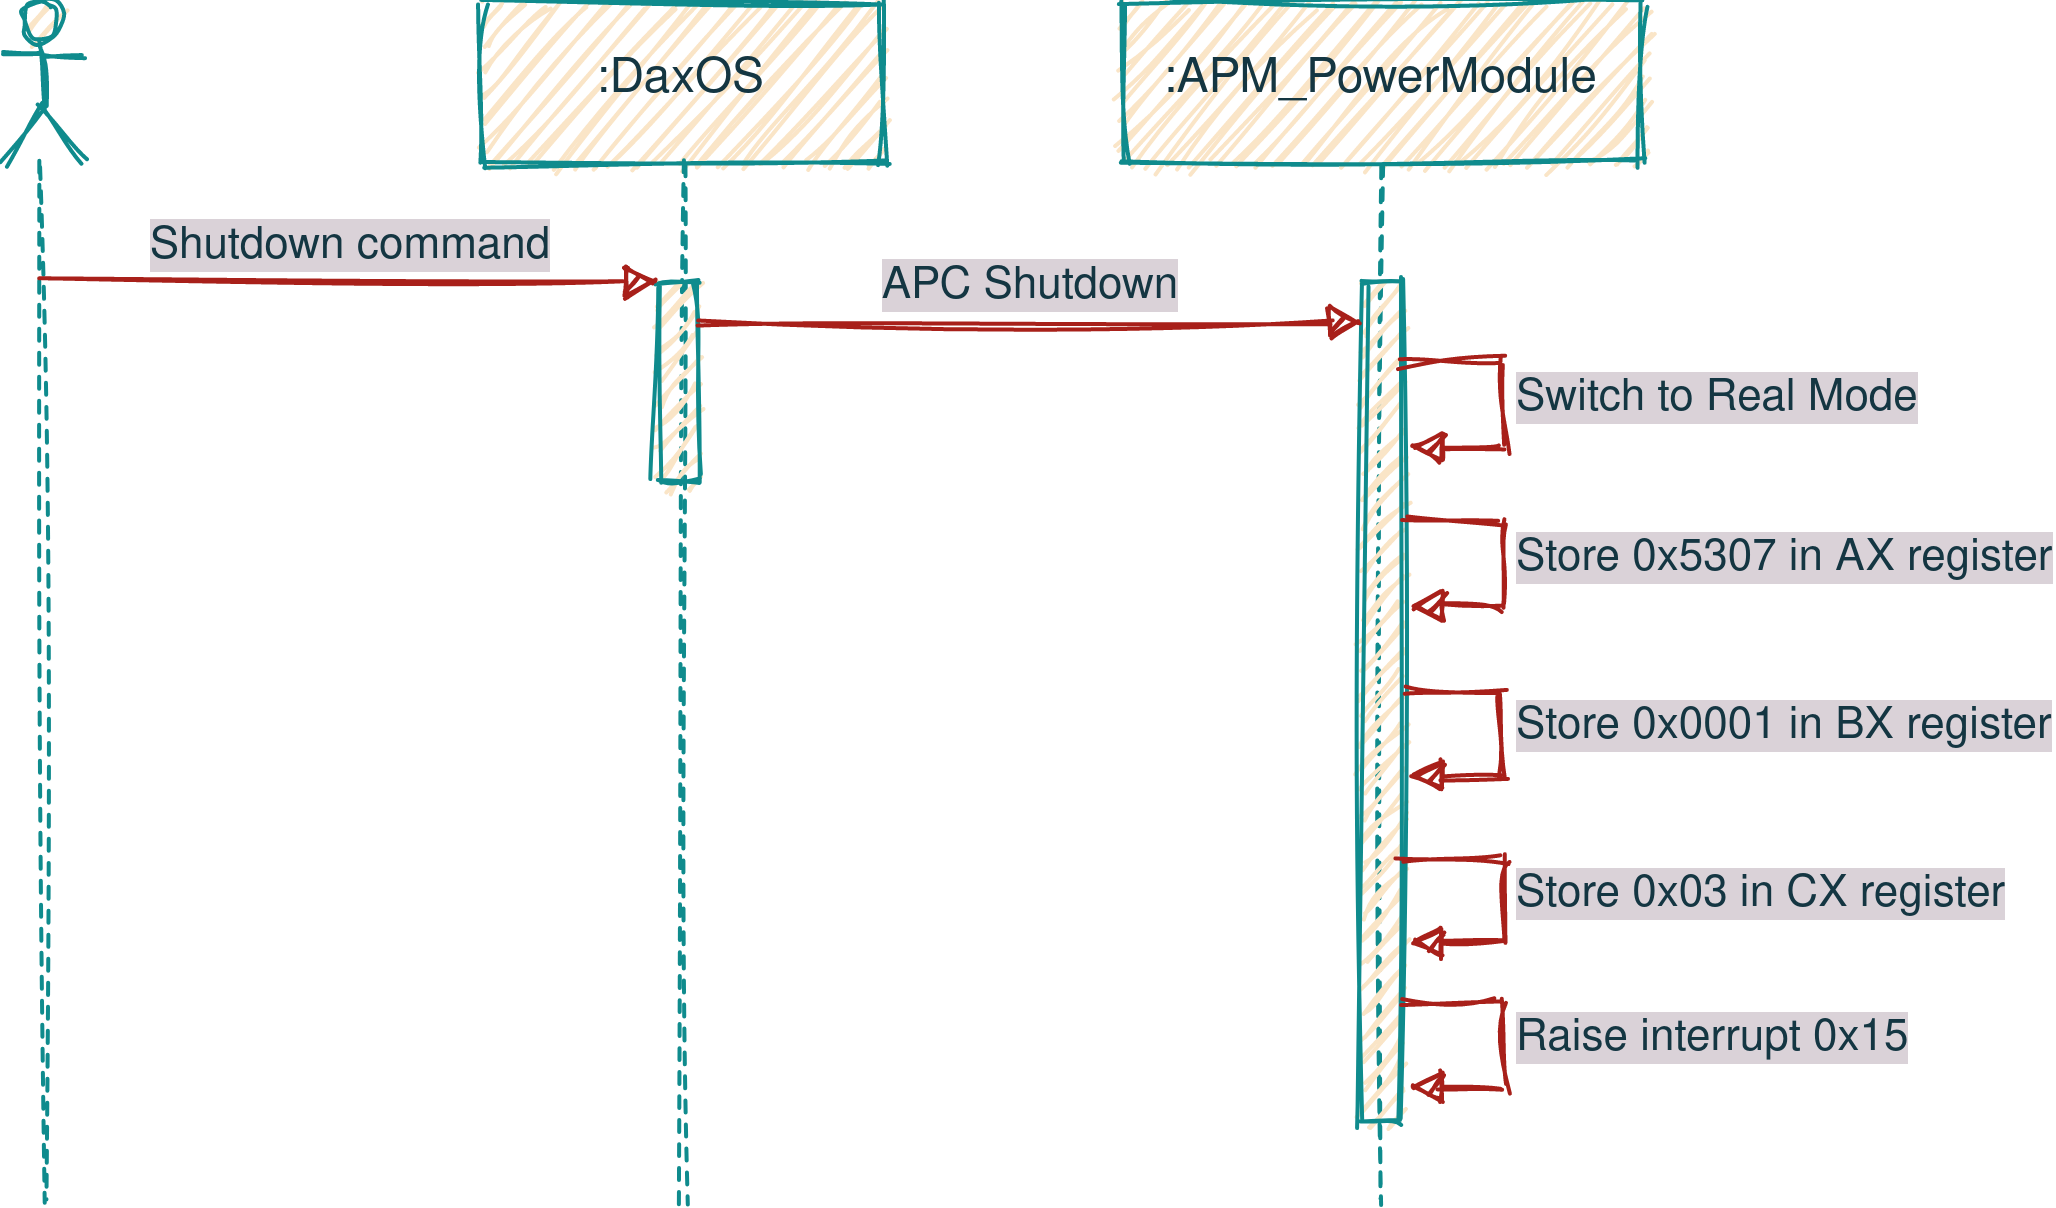 :DaxOS
:APM_PowerModule
Shutdown command
APC Shutdown
Switch to Real Mode
Store 0x5307 in AX register
Store 0x0001 in BX register
Store 0x03 in CX register
Raise interrupt 0x15